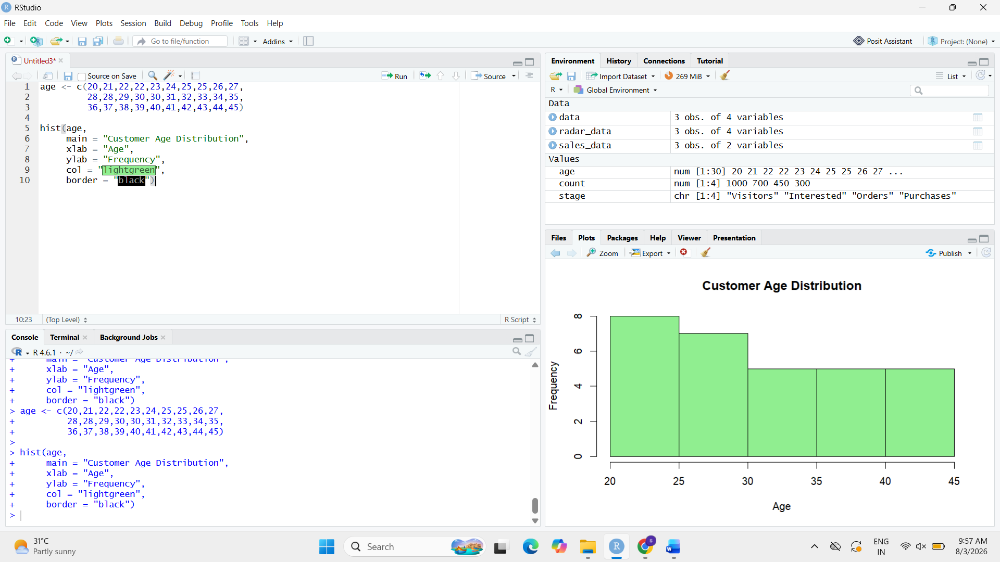 RStudio
File Edit Code View Plots Session Build Debug Profile Tools Help
Go to file/function Addins Posit Assistant Project: (None)
Untitled3*
Source on Save Run Source
1 age <- c(20,21,22,22,23,24,25,25,26,27,
2 28,28,29,30,30,31,32,33,34,35,
3 36,37,38,39,40,41,42,43,44,45)
4
5 hist(age,
6 main = "Customer Age Distribution",
7 xlab = "Age",
8 ylab = "Frequency",
9 col = "lightgreen",
10 border = "black")
10:23 (Top Level) R Script
Console Terminal Background Jobs
R 4.6.1 · ~/
+ main = "Customer Age Distribution",
+ xlab = "Age",
+ ylab = "Frequency",
+ col = "lightgreen",
+ border = "black")
> age <- c(20,21,22,22,23,24,25,25,26,27,
+ 28,28,29,30,30,31,32,33,34,35,
+ 36,37,38,39,40,41,42,43,44,45)
>
> hist(age,
+ main = "Customer Age Distribution",
+ xlab = "Age",
+ ylab = "Frequency",
+ col = "lightgreen",
+ border = "black")
>
Environment History Connections Tutorial
Import Dataset 269 MiB List
R Global Environment
Data
data 3 obs. of 4 variables
radar_data 3 obs. of 4 variables
sales_data 3 obs. of 2 variables
Values
age num [1:30] 20 21 22 22 23 24 25 25 26 27 ...
count num [1:4] 1000 700 450 300
stage chr [1:4] "Visitors" "Interested" "Orders" "Purchases"
Files Plots Packages Help Viewer Presentation
Zoom Export Publish
Customer Age Distribution
Frequency
8
6
4
2
0
20 25 30 35 40 45
Age
31°C
Partly sunny
Search
ENG
IN
9:57 AM
8/3/2026